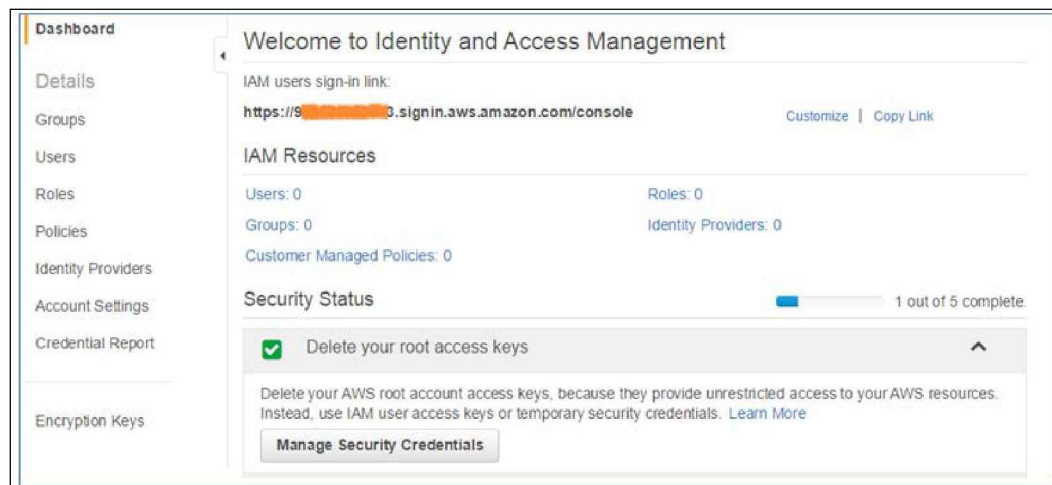 Dashboard
Details
Groups
Users
Roles
Policies
Identity Providers
Account Settings
Credential Report
Encryption Keys
Welcome to Identity and Access Management
IAM users sign-in link:
https://9 3.signin.aws.amazon.com/console Customize | Copy Link
IAM Resources
Users: 0 Roles: 0
Groups: 0 Identity Providers: 0
Customer Managed Policies: 0
Security Status 1 out of 5 complete.
Delete your root access keys
Delete your AWS root account access keys, because they provide unrestricted access to your AWS resources.
Instead, use IAM user access keys or temporary security credentials. Learn More
Manage Security Credentials